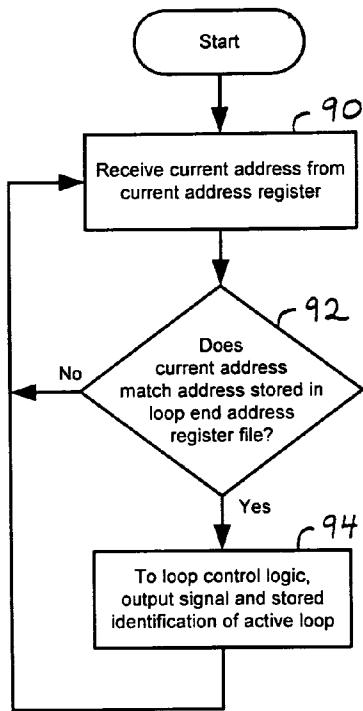 Start
90
Receive current address from
current address register
92
Does
current address
match address stored in
loop end address
register file?
No
Yes
94
To loop control logic,
output signal and stored
identification of active loop